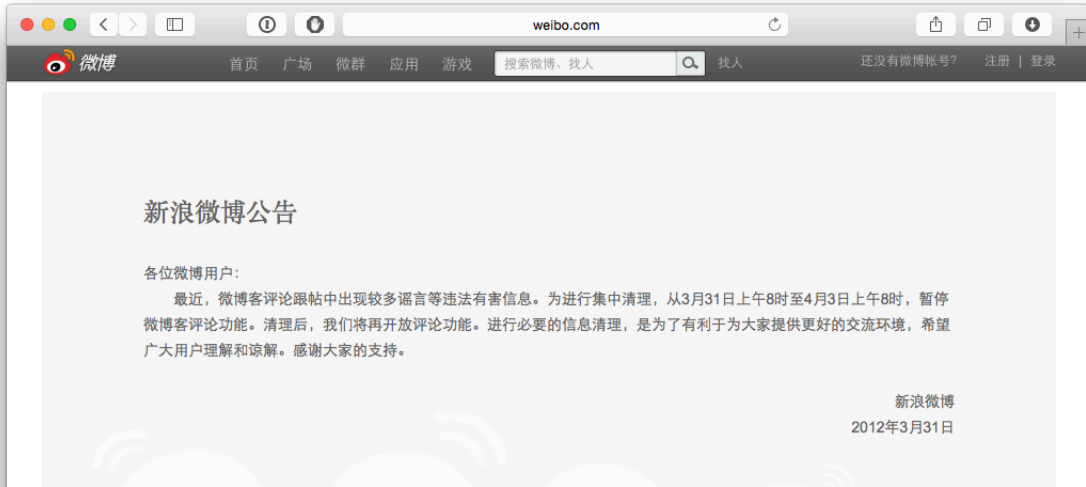 weibo.com
微博 首页 广场 微群 应用 游戏 搜索微博、找人 找人 还没有微博帐号? 注册 | 登录
新浪微博公告
各位微博用户:
最近，微博客评论跟帖中出现较多谣言等违法有害信息。为进行集中清理，从3月31日上午8时至4月3日上午8时，暂停
微博客评论功能。清理后，我们将再开放评论功能。进行必要的信息清理，是为了有利于为大家提供更好的交流环境，希望
广大用户理解和谅解。感谢大家的支持。
新浪微博
2012年3月31日